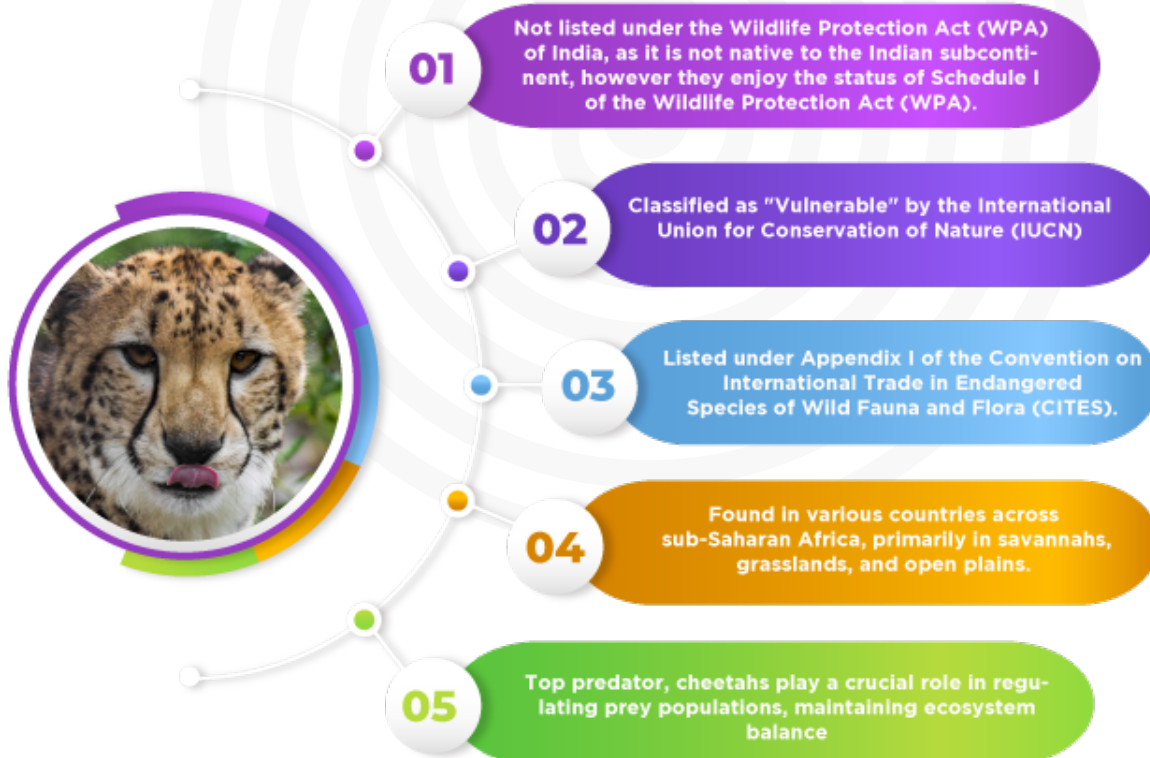 01
Not listed under the Wildlife Protection Act (WPA)
of India, as it is not native to the Indian subconti-
nent, however they enjoy the status of Schedule I
of the Wildlife Protection Act (WPA).
02
Classified as "Vulnerable" by the International
Union for Conservation of Nature (IUCN)
03
Listed under Appendix I of the Convention on
International Trade in Endangered
Species of Wild Fauna and Flora (CITES).
04
Found in various countries across
sub-Saharan Africa, primarily in savannahs,
grasslands, and open plains.
05
Top predator, cheetahs play a crucial role in regu-
lating prey populations, maintaining ecosystem
balance